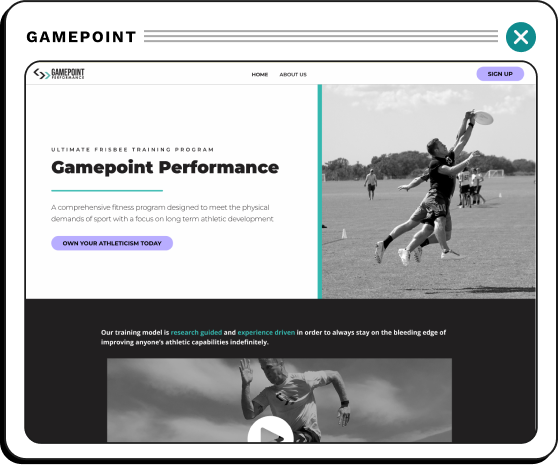 GAMEPOINT
GAMEPOINT
PERFORMANCE
HOME ABOUT US
SIGN UP
ULTIMATE FRISBEE TRAINING PROGRAM
Gamepoint Performance
A comprehensive fitness program designed to meet the physical
demands of sport with a focus on long term athletic development
OWN YOUR ATHLETICISM TODAY
Our training model is research guided and experience driven in order to always stay on the bleeding edge of
improving anyone's athletic capabilities indefinitely.